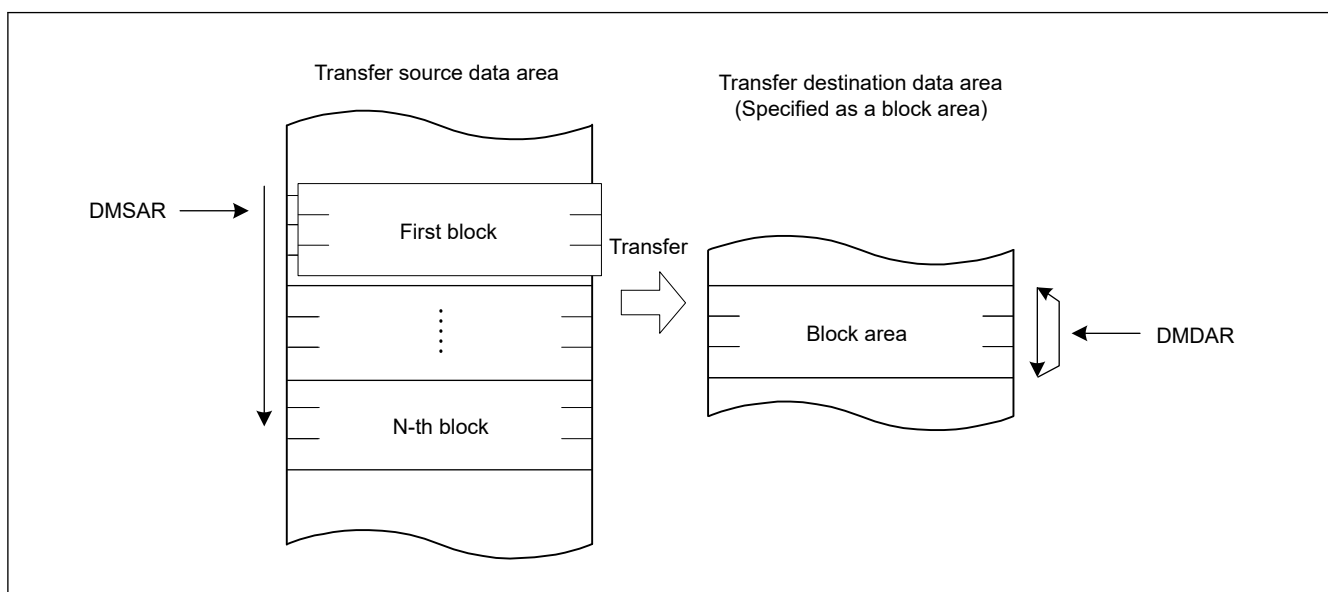 Transfer source data area
Transfer destination data area
(Specified as a block area)
DMSAR
First block
Transfer
Block area
DMDAR
N-th block